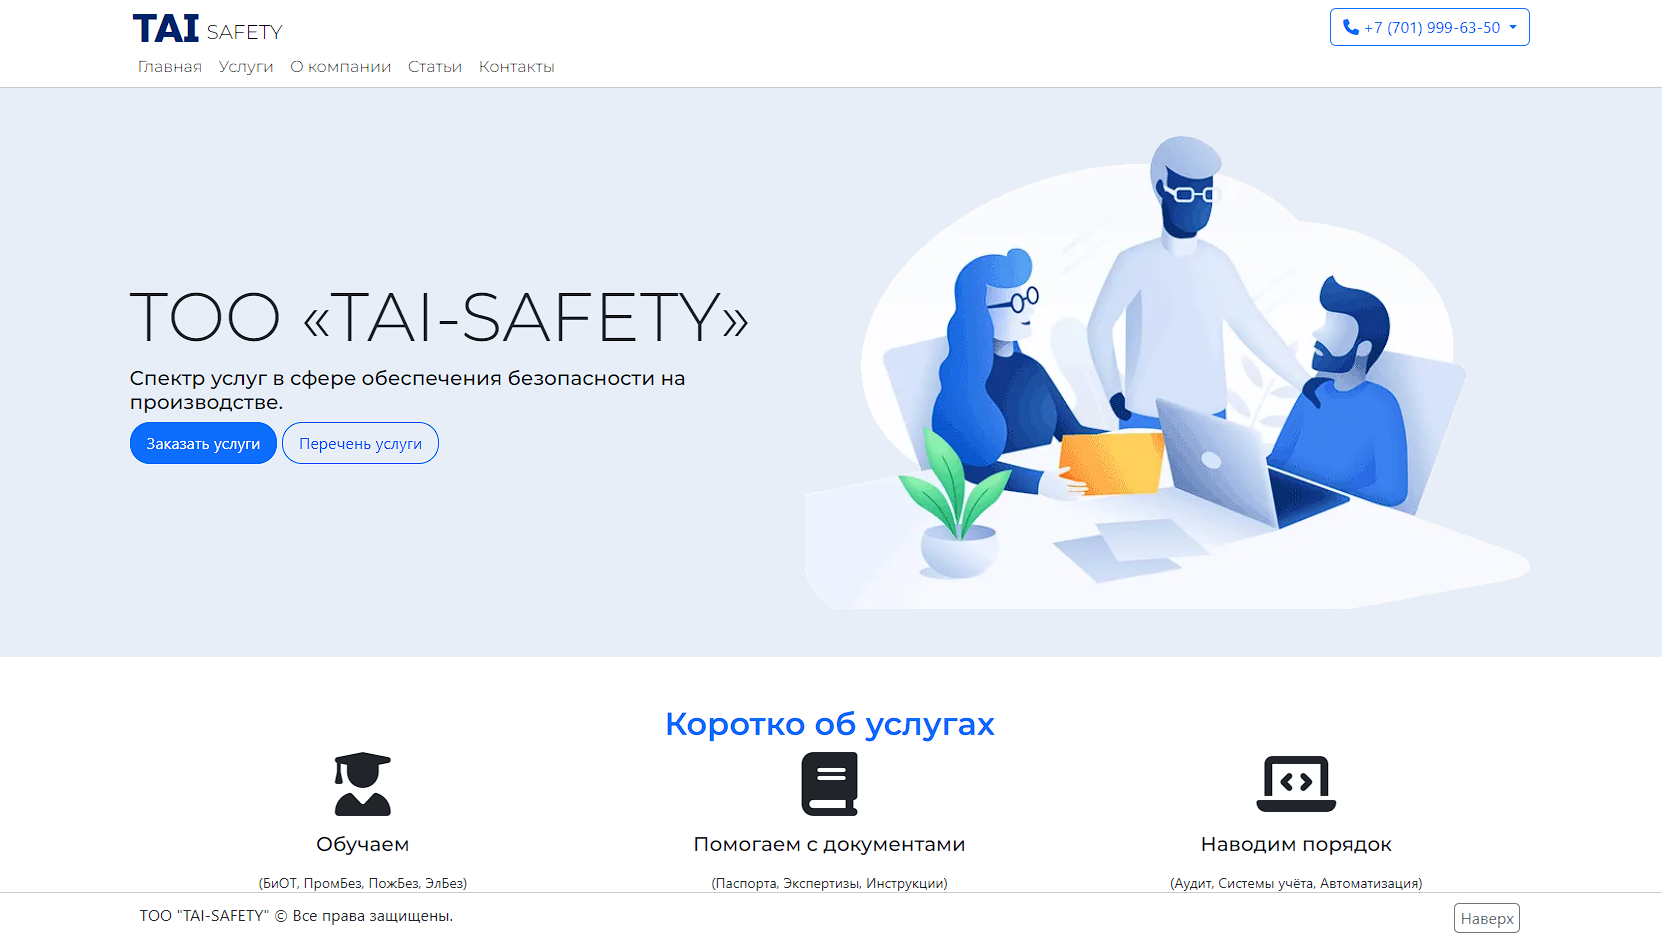 TAI SAFETY
+7 (701) 999-63-50
Главная Услуги О компании Статьи Контакты
ТОО «TAI-SAFETY»
Спектр услуг в сфере обеспечения безопасности на
производстве.
Заказать услуги Перечень услуги
Коротко об услугах
Обучаем
(БиОТ, ПромБез, ПожБез, ЭлБез)
Помогаем с документами
(Паспорта, Экспертизы, Инструкции)
Наводим порядок
(Аудит, Системы учёта, Автоматизация)
ТОО "TAI-SAFETY" © Все права защищены.
Наверх